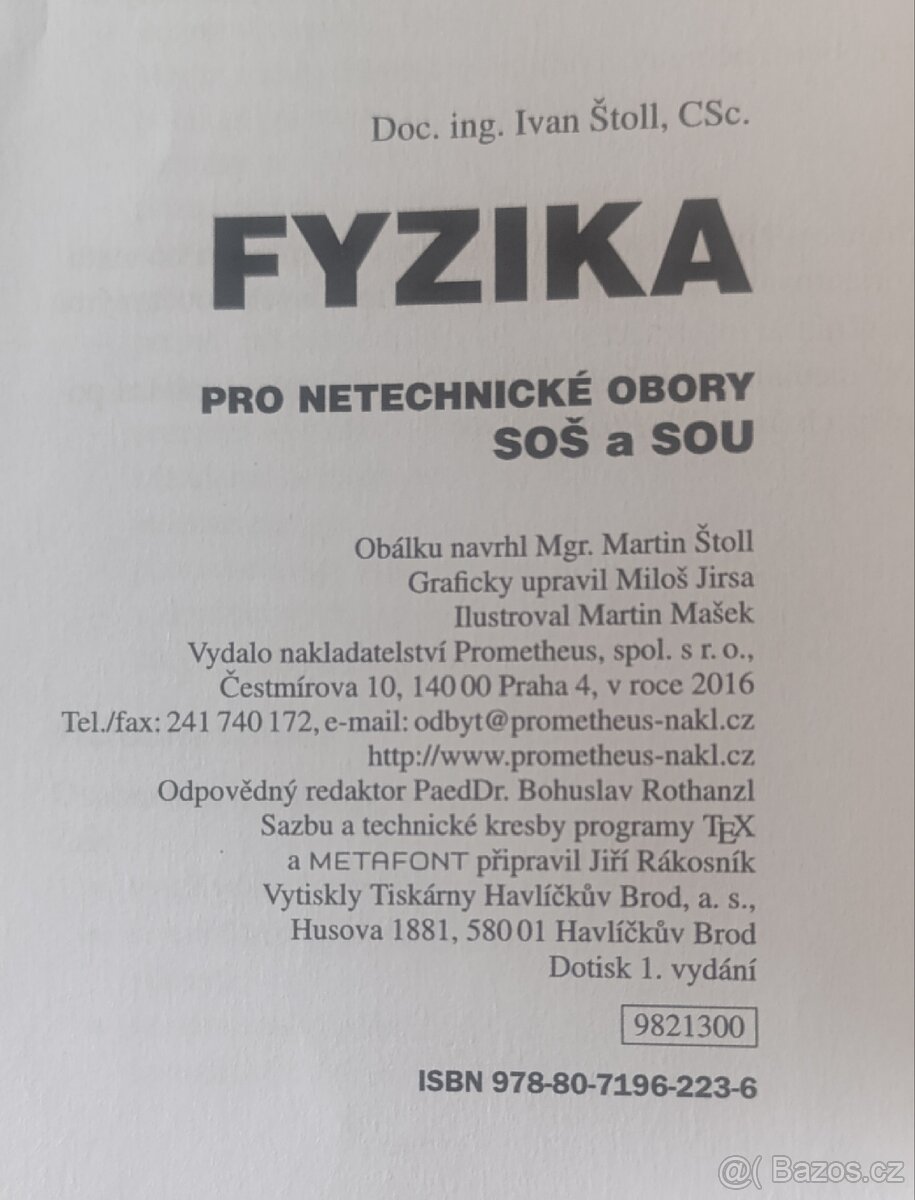 Doc. ing. Ivan Štoll, CSc.
FYZIKA
PRO NETECHNICKÉ OBORY
SOŠ a SOU
Obálku navrhl Mgr. Martin Štoll
Graficky upravil Miloš Jirsa
Ilustroval Martin Mašek
Vydalo nakladatelství Prometheus, spol. s r. o.,
Čestmírova 10, 140 00 Praha 4, v roce 2016
Tel./fax: 241 740 172, e-mail: odbyt@prometheus-nakl.cz
http://www.prometheus-nakl.cz
Odpovědný redaktor PaedDr. Bohuslav Rothanzl
Sazbu a technické kresby programy TEX
a METAFONT připravil Jiří Rákosník
Vytiskly Tiskárny Havlíčkův Brod, a. s.,
Husova 1881, 580 01 Havlíčkův Brod
Dotisk 1. vydání
9821300
ISBN 978-80-7196-223-6
@( Bazos.cz